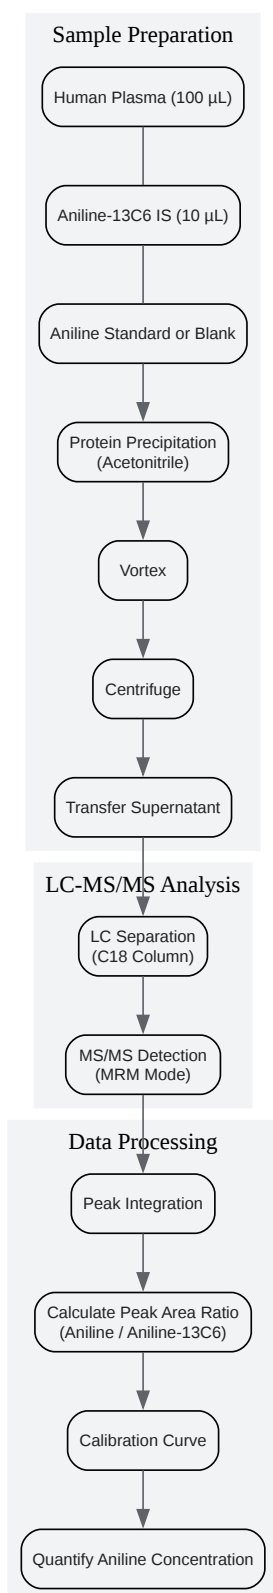 Sample Preparation
Human Plasma (100 µL)
Aniline-13C6 IS (10 µL)
Aniline Standard or Blank
Protein Precipitation
(Acetonitrile)
Vortex
Centrifuge
Transfer Supernatant
LC-MS/MS Analysis
LC Separation
(C18 Column)
MS/MS Detection
(MRM Mode)
Data Processing
Peak Integration
Calculate Peak Area Ratio
(Aniline / Aniline-13C6)
Calibration Curve
Quantify Aniline Concentration